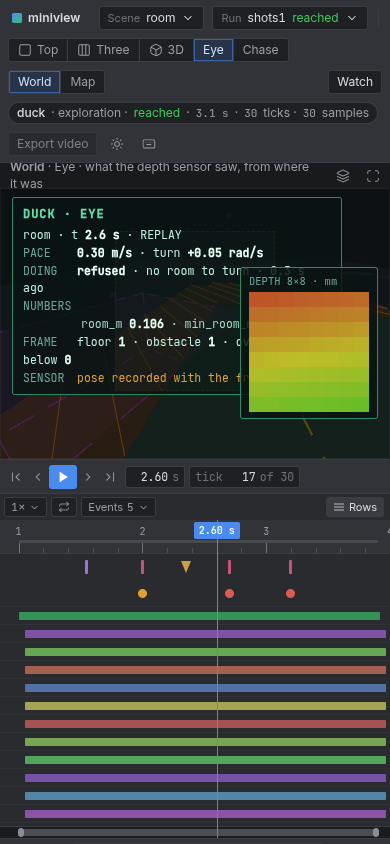 miniview Scene room Run shots1 reached
Top Three 3D Eye Chase
World Map Watch
duck · exploration · reached · 3.1 s · 30 ticks · 30 samples
Export video
World · Eye · what the depth sensor saw, from where
it was
DUCK · EYE
room · t 2.6 s · REPLAY
PACE 0.30 m/s · turn +0.05 rad/s
DOING refused · no room to turn · 0.3 s
ago
NUMBERS
room_m 0.106 · min_room_
FRAME floor 1 · obstacle 1 ·
below 0
SENSOR pose recorded with the
DEPTH 8×8 · mm
2.60 s tick 17 of 30
1× Events 5 Rows
1 2 2.60 s 3 4